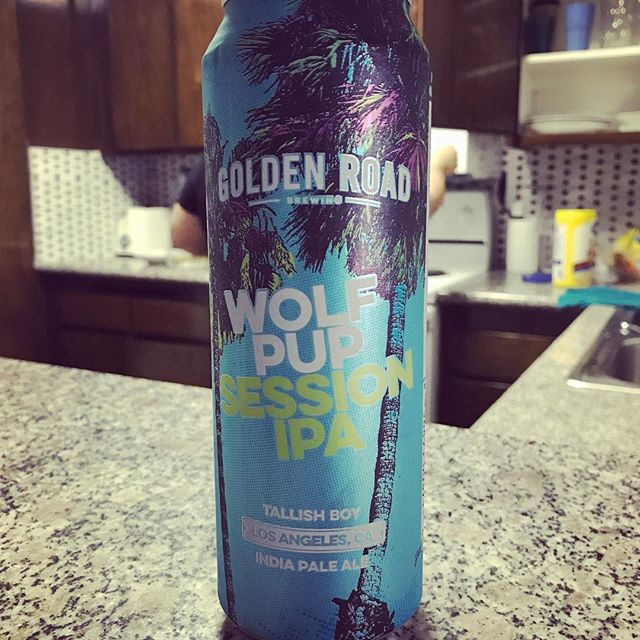 GOLDEN ROAD
BREWING
WOLF
PUP
SESSION
IPA
TALLISH BOY
LOS ANGELES, CA
INDIA PALE ALE